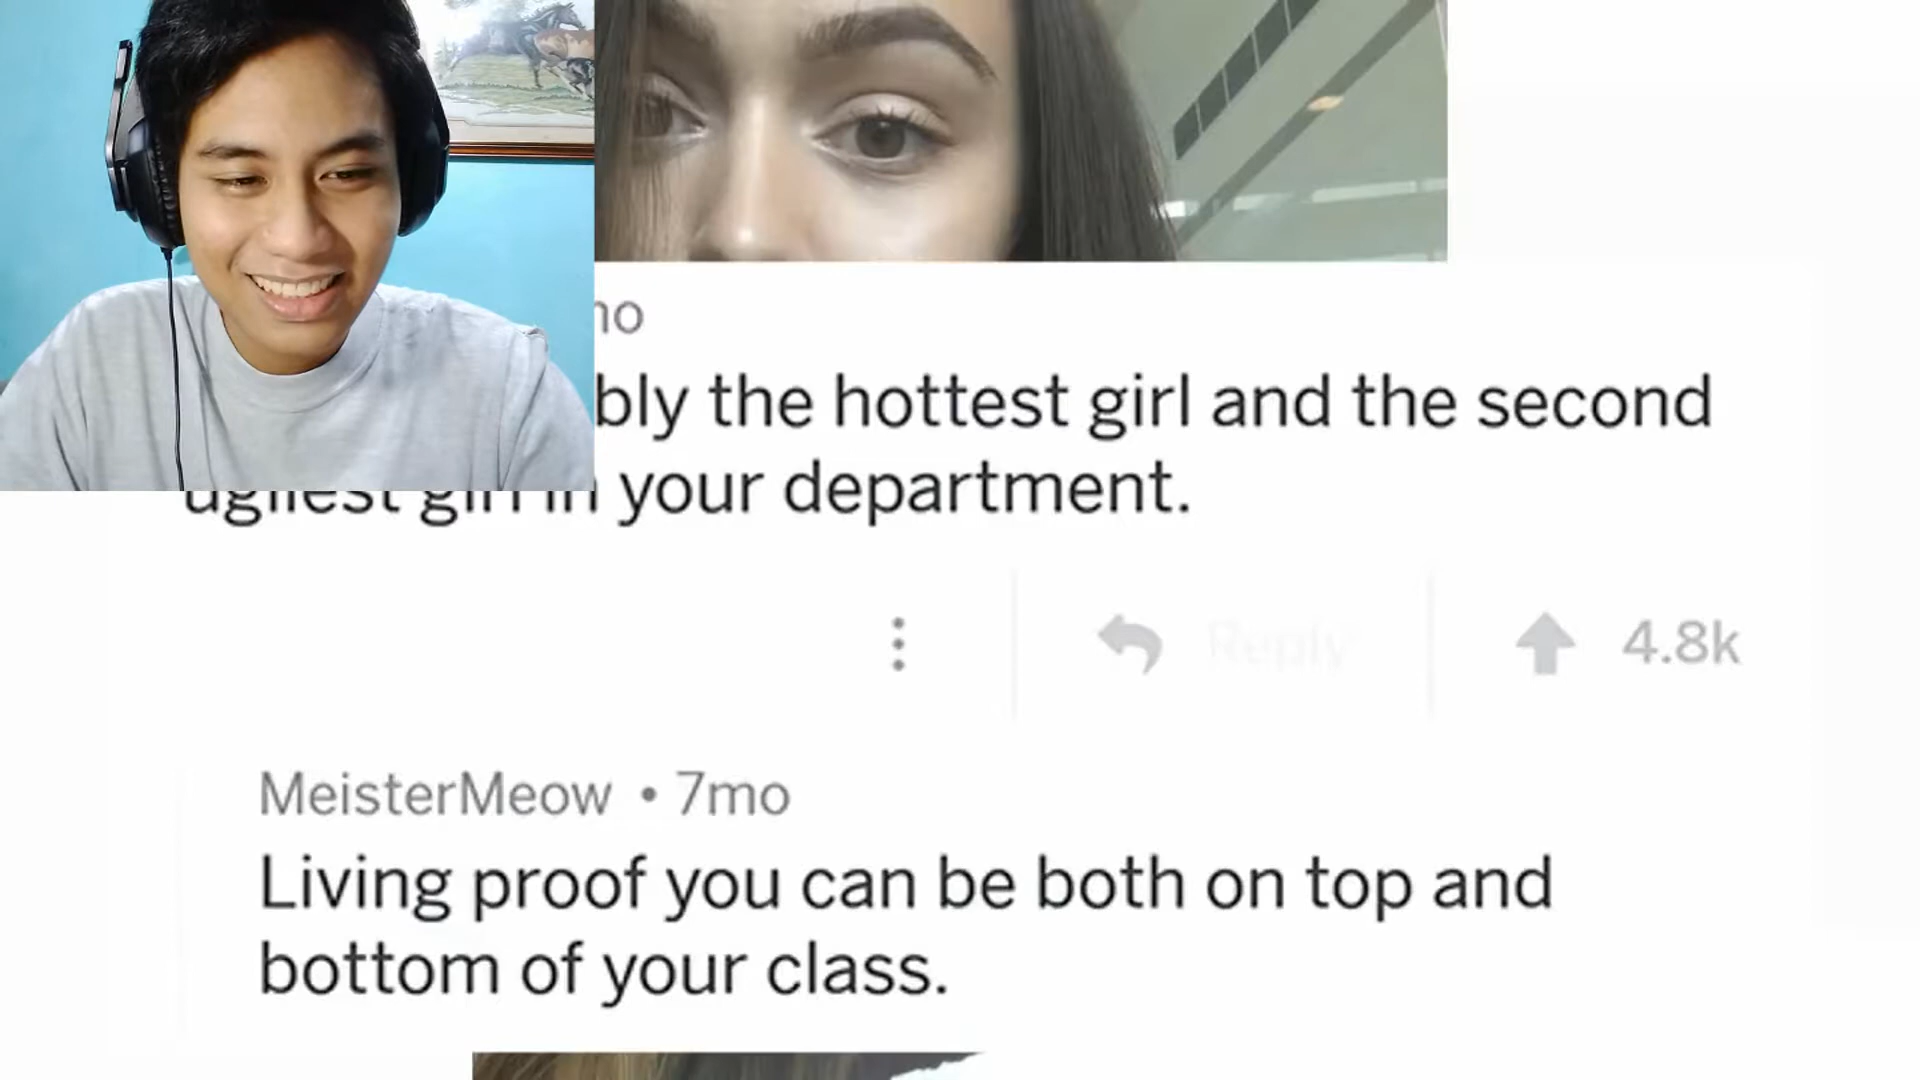 the hottest girl and the second
your department.
Reply
4.8k
MeisterMeow • 7mo
Living proof you can be both on top and
bottom of your class.